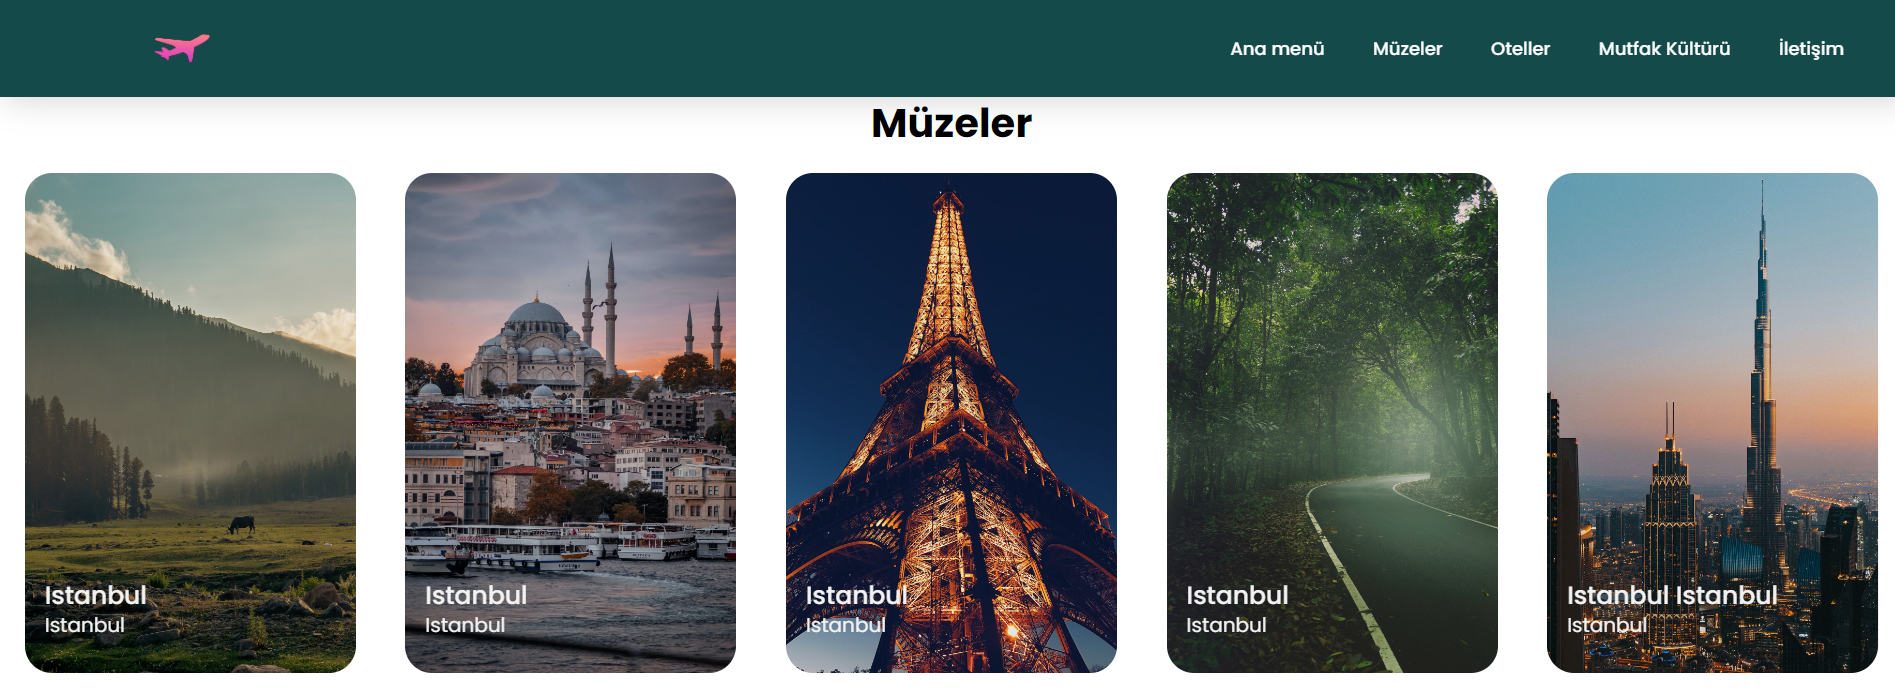 Ana menü Müzeler Oteller Mutfak Kültürü İletişim
Müzeler
Istanbul
Istanbul
Istanbul
Istanbul
Istanbul
Istanbul
Istanbul
Istanbul
Istanbul Istanbul
Istanbul